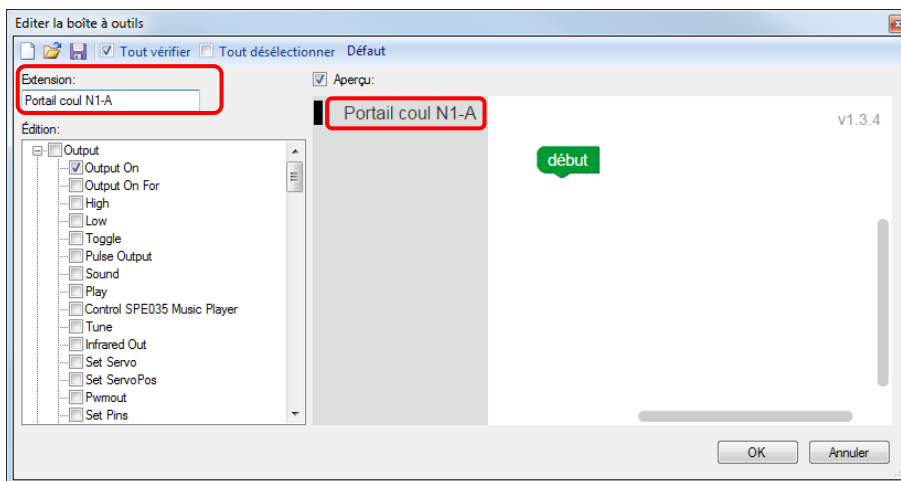 Editer la boîte à outils
Tout vérifier Tout désélectionner Défaut
Extension:
Portail coul N1-A
Édition:
Output
Output On
Output On For
High
Low
Toggle
Pulse Output
Sound
Play
Control SPE035 Music Player
Tune
Infrared Out
Set Servo
Set ServoPos
Pwmout
Set Pins
Aperçu:
Portail coul N1-A
v1.3.4
début
OK Annuler